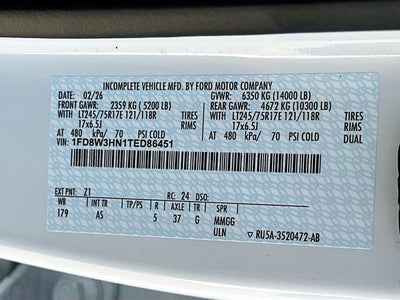 INCOMPLETE VEHICLE MFD. BY FORD MOTOR COMPANY
DATE: 02/26 GVWR: 6350 KG (14000 LB)
FRONT GAWR: 2359 KG (5200 LB) REAR GAWR: 4672 KG (10300 LB)
WITH LT245/75R17E 121/118R TIRES WITH LT245/75R17E 121/118R TIRES
17x6.5J RIMS 17x6.5J RIMS
AT 480 kPa/ 70 PSI COLD AT 480 kPa/ 70 PSI COLD DUAL
VIN: 1FD8W3HN1TED86451
EXT PNT: Z1 RC: 24 DSO:
WB INT TR TP/PS R AXLE TR SPR
179 AS 5 37 G MMGG
ULN ▽ RU5A-3520472-AB